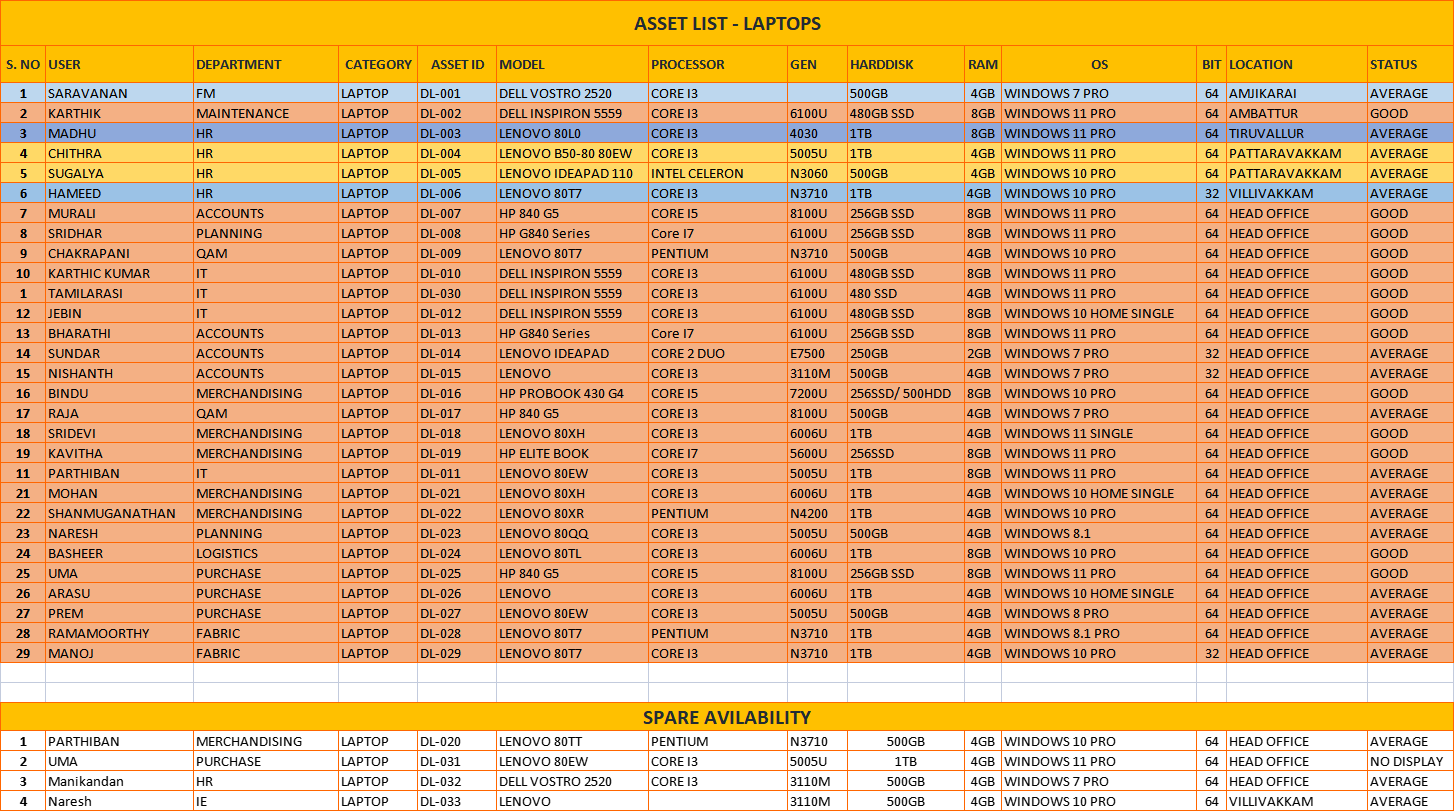 ASSET LIST - LAPTOPS
S. NO USER DEPARTMENT CATEGORY ASSET ID MODEL PROCESSOR GEN HARDDISK RAM OS BIT LOCATION STATUS
1 SARAVANAN FM LAPTOP DL-001 DELL VOSTRO 2520 CORE I3 500GB 4GB WINDOWS 7 PRO 64 AMJIKARAI AVERAGE
2 KARTHIK MAINTENANCE LAPTOP DL-002 DELL INSPIRON 5559 CORE I3 6100U 480GB SSD 8GB WINDOWS 11 PRO 64 AMBATTUR GOOD
3 MADHU HR LAPTOP DL-003 LENOVO 80L0 CORE I3 4030 1TB 8GB WINDOWS 11 PRO 64 TIRUVALLUR AVERAGE
4 CHITHRA HR LAPTOP DL-004 LENOVO B50-80 80EW CORE I3 5005U 1TB 4GB WINDOWS 11 PRO 64 PATTARAVAKKAM AVERAGE
5 SUGALYA HR LAPTOP DL-005 LENOVO IDEAPAD 110 INTEL CELERON N3060 500GB 4GB WINDOWS 10 PRO 64 PATTARAVAKKAM AVERAGE
6 HAMEED HR LAPTOP DL-006 LENOVO 80T7 CORE I3 N3710 1TB 4GB WINDOWS 10 PRO 32 VILLIVAKKAM AVERAGE
7 MURALI ACCOUNTS LAPTOP DL-007 HP 840 G5 CORE I5 8100U 256GB SSD 8GB WINDOWS 11 PRO 64 HEAD OFFICE GOOD
8 SRIDHAR PLANNING LAPTOP DL-008 HP G840 Series Core I7 6100U 256GB SSD 8GB WINDOWS 11 PRO 64 HEAD OFFICE GOOD
9 CHAKRAPANI QAM LAPTOP DL-009 LENOVO 80T7 PENTIUM N3710 500GB 4GB WINDOWS 10 PRO 64 HEAD OFFICE GOOD
10 KARTHIC KUMAR IT LAPTOP DL-010 DELL INSPIRON 5559 CORE I3 6100U 480GB SSD 8GB WINDOWS 11 PRO 64 HEAD OFFICE GOOD
1 TAMILARASI IT LAPTOP DL-030 DELL INSPIRON 5559 CORE I3 6100U 480 SSD 4GB WINDOWS 11 PRO 64 HEAD OFFICE GOOD
12 JEBIN IT LAPTOP DL-012 DELL INSPIRON 5559 CORE I3 6100U 480GB SSD 8GB WINDOWS 10 HOME SINGLE 64 HEAD OFFICE GOOD
13 BHARATHI ACCOUNTS LAPTOP DL-013 HP G840 Series Core I7 6100U 256GB SSD 8GB WINDOWS 11 PRO 64 HEAD OFFICE GOOD
14 SUNDAR ACCOUNTS LAPTOP DL-014 LENOVO IDEAPAD CORE 2 DUO E7500 250GB 2GB WINDOWS 7 PRO 32 HEAD OFFICE AVERAGE
15 NISHANTH ACCOUNTS LAPTOP DL-015 LENOVO CORE I3 3110M 500GB 4GB WINDOWS 7 PRO 32 HEAD OFFICE AVERAGE
16 BINDU MERCHANDISING LAPTOP DL-016 HP PROBOOK 430 G4 CORE I5 7200U 256SSD/ 500HDD 8GB WINDOWS 10 PRO 64 HEAD OFFICE GOOD
17 RAJA QAM LAPTOP DL-017 HP 840 G5 CORE I3 8100U 500GB 4GB WINDOWS 7 PRO 64 HEAD OFFICE AVERAGE
18 SRIDEVI MERCHANDISING LAPTOP DL-018 LENOVO 80XH CORE I3 6006U 1TB 4GB WINDOWS 11 SINGLE 64 HEAD OFFICE GOOD
19 KAVITHA MERCHANDISING LAPTOP DL-019 HP ELITE BOOK CORE I7 5600U 256SSD 8GB WINDOWS 11 PRO 64 HEAD OFFICE GOOD
11 PARTHIBAN IT LAPTOP DL-011 LENOVO 80EW CORE I3 5005U 1TB 8GB WINDOWS 11 PRO 64 HEAD OFFICE AVERAGE
21 MOHAN MERCHANDISING LAPTOP DL-021 LENOVO 80XH CORE I3 6006U 1TB 4GB WINDOWS 10 HOME SINGLE 64 HEAD OFFICE AVERAGE
22 SHANMUGANATHAN MERCHANDISING LAPTOP DL-022 LENOVO 80XR PENTIUM N4200 1TB 4GB WINDOWS 10 PRO 64 HEAD OFFICE AVERAGE
23 NARESH PLANNING LAPTOP DL-023 LENOVO 80QQ CORE I3 5005U 500GB 4GB WINDOWS 8.1 64 HEAD OFFICE AVERAGE
24 BASHEER LOGISTICS LAPTOP DL-024 LENOVO 80TL CORE I3 6006U 1TB 8GB WINDOWS 10 PRO 64 HEAD OFFICE GOOD
25 UMA PURCHASE LAPTOP DL-025 HP 840 G5 CORE I5 8100U 256GB SSD 8GB WINDOWS 11 PRO 64 HEAD OFFICE GOOD
26 ARASU PURCHASE LAPTOP DL-026 LENOVO CORE I3 6006U 1TB 4GB WINDOWS 10 HOME SINGLE 64 HEAD OFFICE AVERAGE
27 PREM PURCHASE LAPTOP DL-027 LENOVO 80EW CORE I3 5005U 500GB 4GB WINDOWS 8 PRO 64 HEAD OFFICE AVERAGE
28 RAMAMOORTHY FABRIC LAPTOP DL-028 LENOVO 80T7 PENTIUM N3710 1TB 4GB WINDOWS 8.1 PRO 64 HEAD OFFICE AVERAGE
29 MANOJ FABRIC LAPTOP DL-029 LENOVO 80T7 CORE I3 N3710 1TB 4GB WINDOWS 10 PRO 32 HEAD OFFICE AVERAGE
SPARE AVILABILITY
1 PARTHIBAN MERCHANDISING LAPTOP DL-020 LENOVO 80TT PENTIUM N3710 500GB 4GB WINDOWS 10 PRO 64 HEAD OFFICE AVERAGE
2 UMA PURCHASE LAPTOP DL-031 LENOVO 80EW CORE I3 5005U 1TB 4GB WINDOWS 11 PRO 64 HEAD OFFICE NO DISPLAY
3 Manikandan HR LAPTOP DL-032 DELL VOSTRO 2520 CORE I3 3110M 500GB 4GB WINDOWS 7 PRO 64 HEAD OFFICE AVERAGE
4 Naresh IE LAPTOP DL-033 LENOVO 3110M 500GB 4GB WINDOWS 10 PRO 64 VILLIVAKKAM AVERAGE